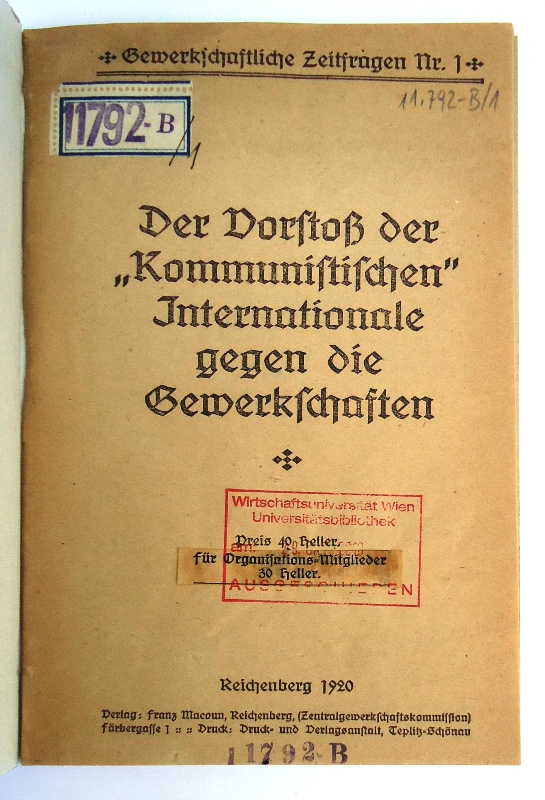 Gewerkschaftliche Zeitfragen Nr. 1
11.792-B/1
11792-B
/1
Der Vorstoß der
„Kommunistischen"
Internationale
gegen die
Gewerkschaften
Wirtschaftsuniversität Wien
Universitätsbibliothek
Preis 40 Heller.
am:
für Organisations-Mitglieder
30 Heller.
AUSGESCHIEDEN
Reichenberg 1920
Verlag: Franz Macoun, Reichenberg, (Zentralgewerkschaftskommission)
Färbergasse 1 :: :: Druck: Druck- und Verlagsanstalt, Teplitz-Schönau
11792-B